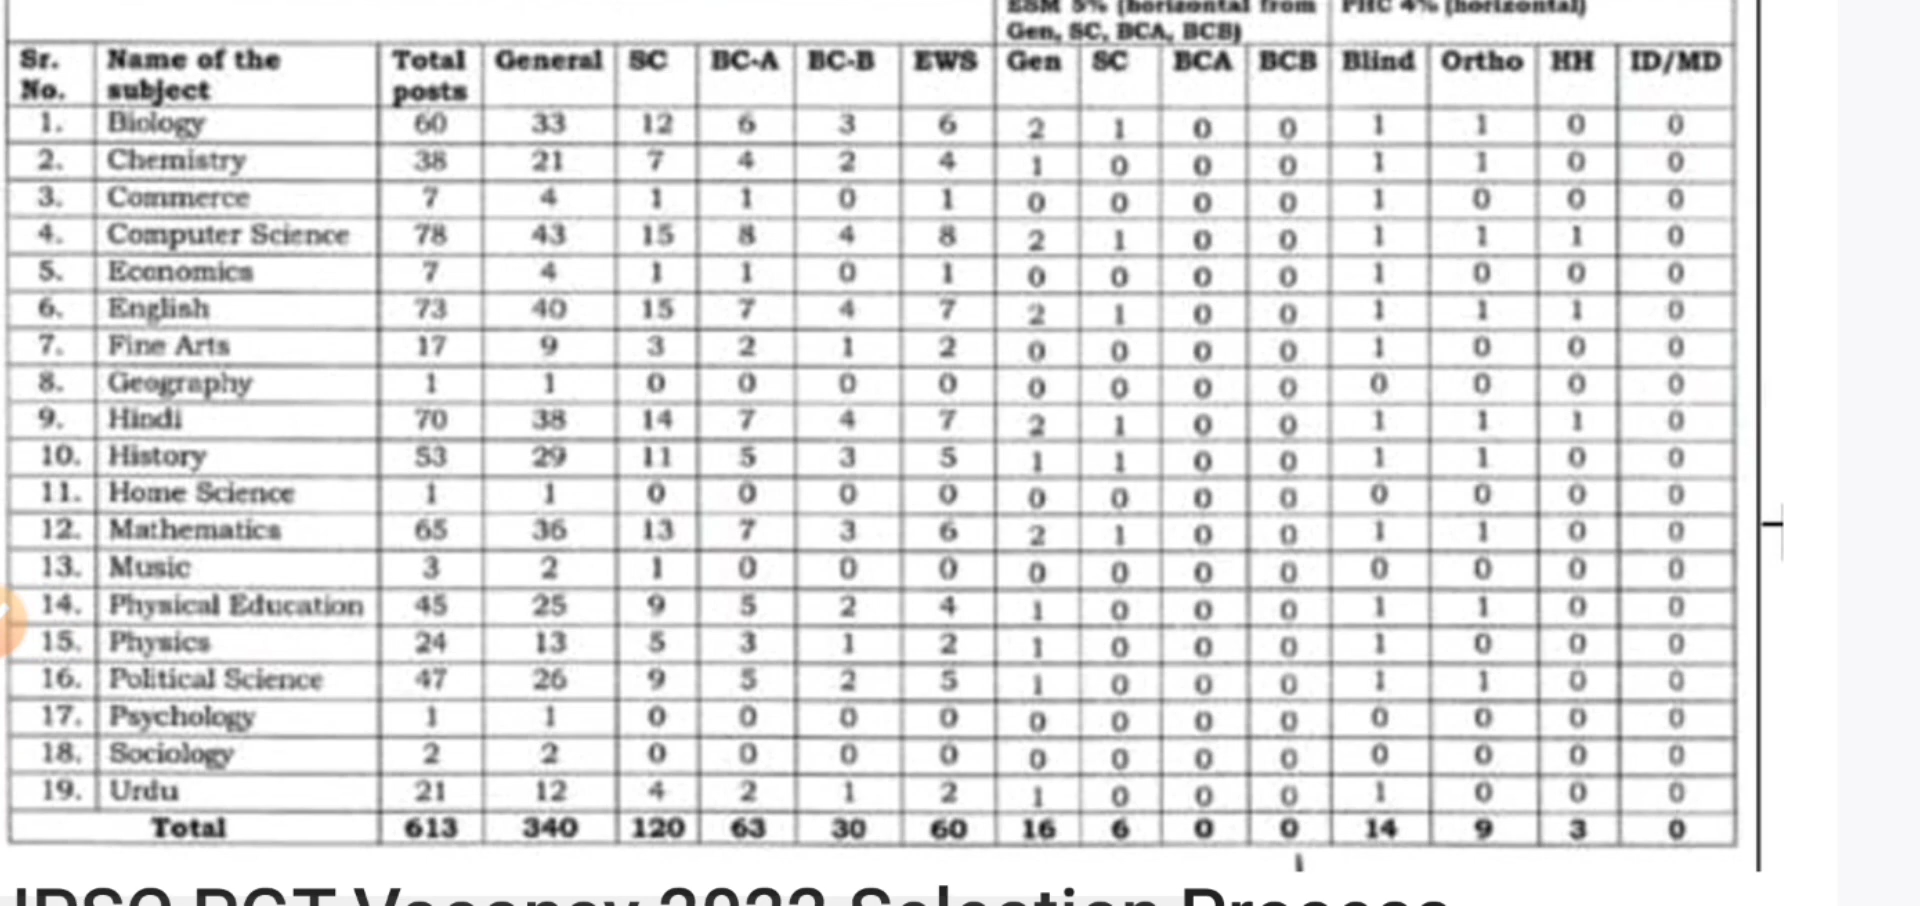 ESM 5% (horizontal from PHC 4% (horizontal)
Gen, SC, BCA, BCB)
Sr. Name of the Total General SC BC-A BC-B EWS Gen SC BCA BCB Blind Ortho HH ID/MD
No. subject posts
1. Biology 60 33 12 6 3 6 2 1 0 0 1 1 0 0
2. Chemistry 38 21 7 4 2 4 1 0 0 0 1 1 0 0
3. Commerce 7 4 1 1 0 1 0 0 0 0 1 0 0 0
4. Computer Science 78 43 15 8 4 8 2 1 0 0 1 1 1 0
5. Economics 7 4 1 1 0 1 0 0 0 0 1 0 0 0
6. English 73 40 15 7 4 7 2 1 0 0 1 1 1 0
7. Fine Arts 17 9 3 2 1 2 0 0 0 0 1 0 0 0
8. Geography 1 1 0 0 0 0 0 0 0 0 0 0 0 0
9. Hindi 70 38 14 7 4 7 2 1 0 0 1 1 1 0
10. History 53 29 11 5 3 5 1 1 0 0 1 1 0 0
11. Home Science 1 1 0 0 0 0 0 0 0 0 0 0 0 0
12. Mathematics 65 36 13 7 3 6 2 1 0 0 1 1 0 0
13. Music 3 2 1 0 0 0 0 0 0 0 0 0 0 0
14. Physical Education 45 25 9 5 2 4 1 0 0 0 1 1 0 0
15. Physics 24 13 5 3 1 2 1 0 0 0 1 0 0 0
16. Political Science 47 26 9 5 2 5 1 0 0 0 1 1 0 0
17. Psychology 1 1 0 0 0 0 0 0 0 0 0 0 0 0
18. Sociology 2 2 0 0 0 0 0 0 0 0 0 0 0 0
19. Urdu 21 12 4 2 1 2 1 0 0 0 1 0 0 0
Total 613 340 120 63 30 60 16 6 0 0 14 9 3 0
Vacancy 2022 Selection Process